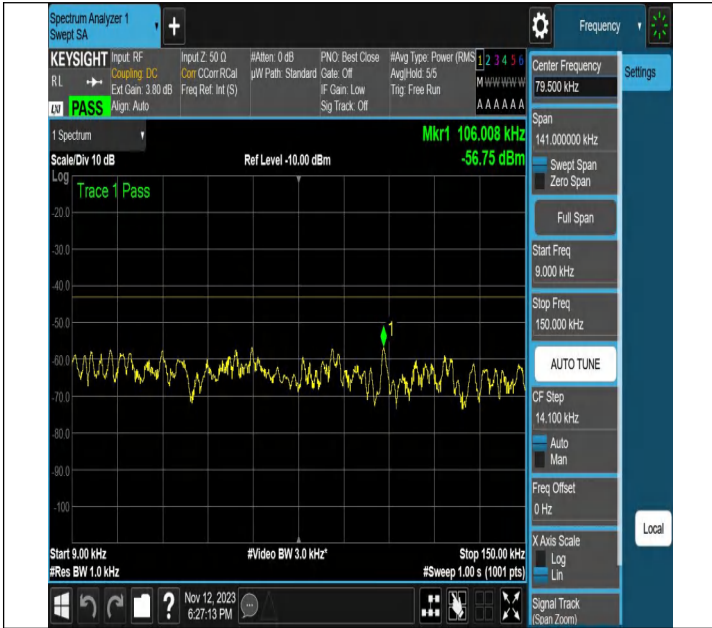 Spectrum Analyzer 1
Swept SA
+
Frequency
KEYSIGHT
RL
LXI
PASS
Input: RF
Coupling: DC
Ext Gain: 3.80 dB
Align: Auto
Input Z: 50 Ω
Corr CCorr RCal
Freq Ref: Int (S)
#Atten: 0 dB
µW Path: Standard
PNO: Best Close
Gate: Off
IF Gain: Low
Sig Track: Off
#Avg Type: Power (RMS
Avg|Hold: 5/5
Trig: Free Run
1 2 3 4 5 6
M W W W W W
A A A A A A
1 Spectrum
Mkr1 106.008 kHz
Scale/Div 10 dB
Ref Level -10.00 dBm
-56.75 dBm
Log
Trace 1 Pass
-20.0
-30.0
-40.0
-50.0
-60.0
-70.0
-80.0
-90.0
-100
1
Start 9.00 kHz
#Video BW 3.0 kHz*
Stop 150.00 kHz
#Res BW 1.0 kHz
#Sweep 1.00 s (1001 pts)
?
Nov 12, 2023
6:27:13 PM
Center Frequency
79.500 kHz
Settings
Span
141.000000 kHz
Swept Span
Zero Span
Full Span
Start Freq
9.000 kHz
Stop Freq
150.000 kHz
AUTO TUNE
CF Step
14.100 kHz
Auto
Man
Freq Offset
0 Hz
X Axis Scale
Log
Lin
Local
Signal Track
(Span Zoom)